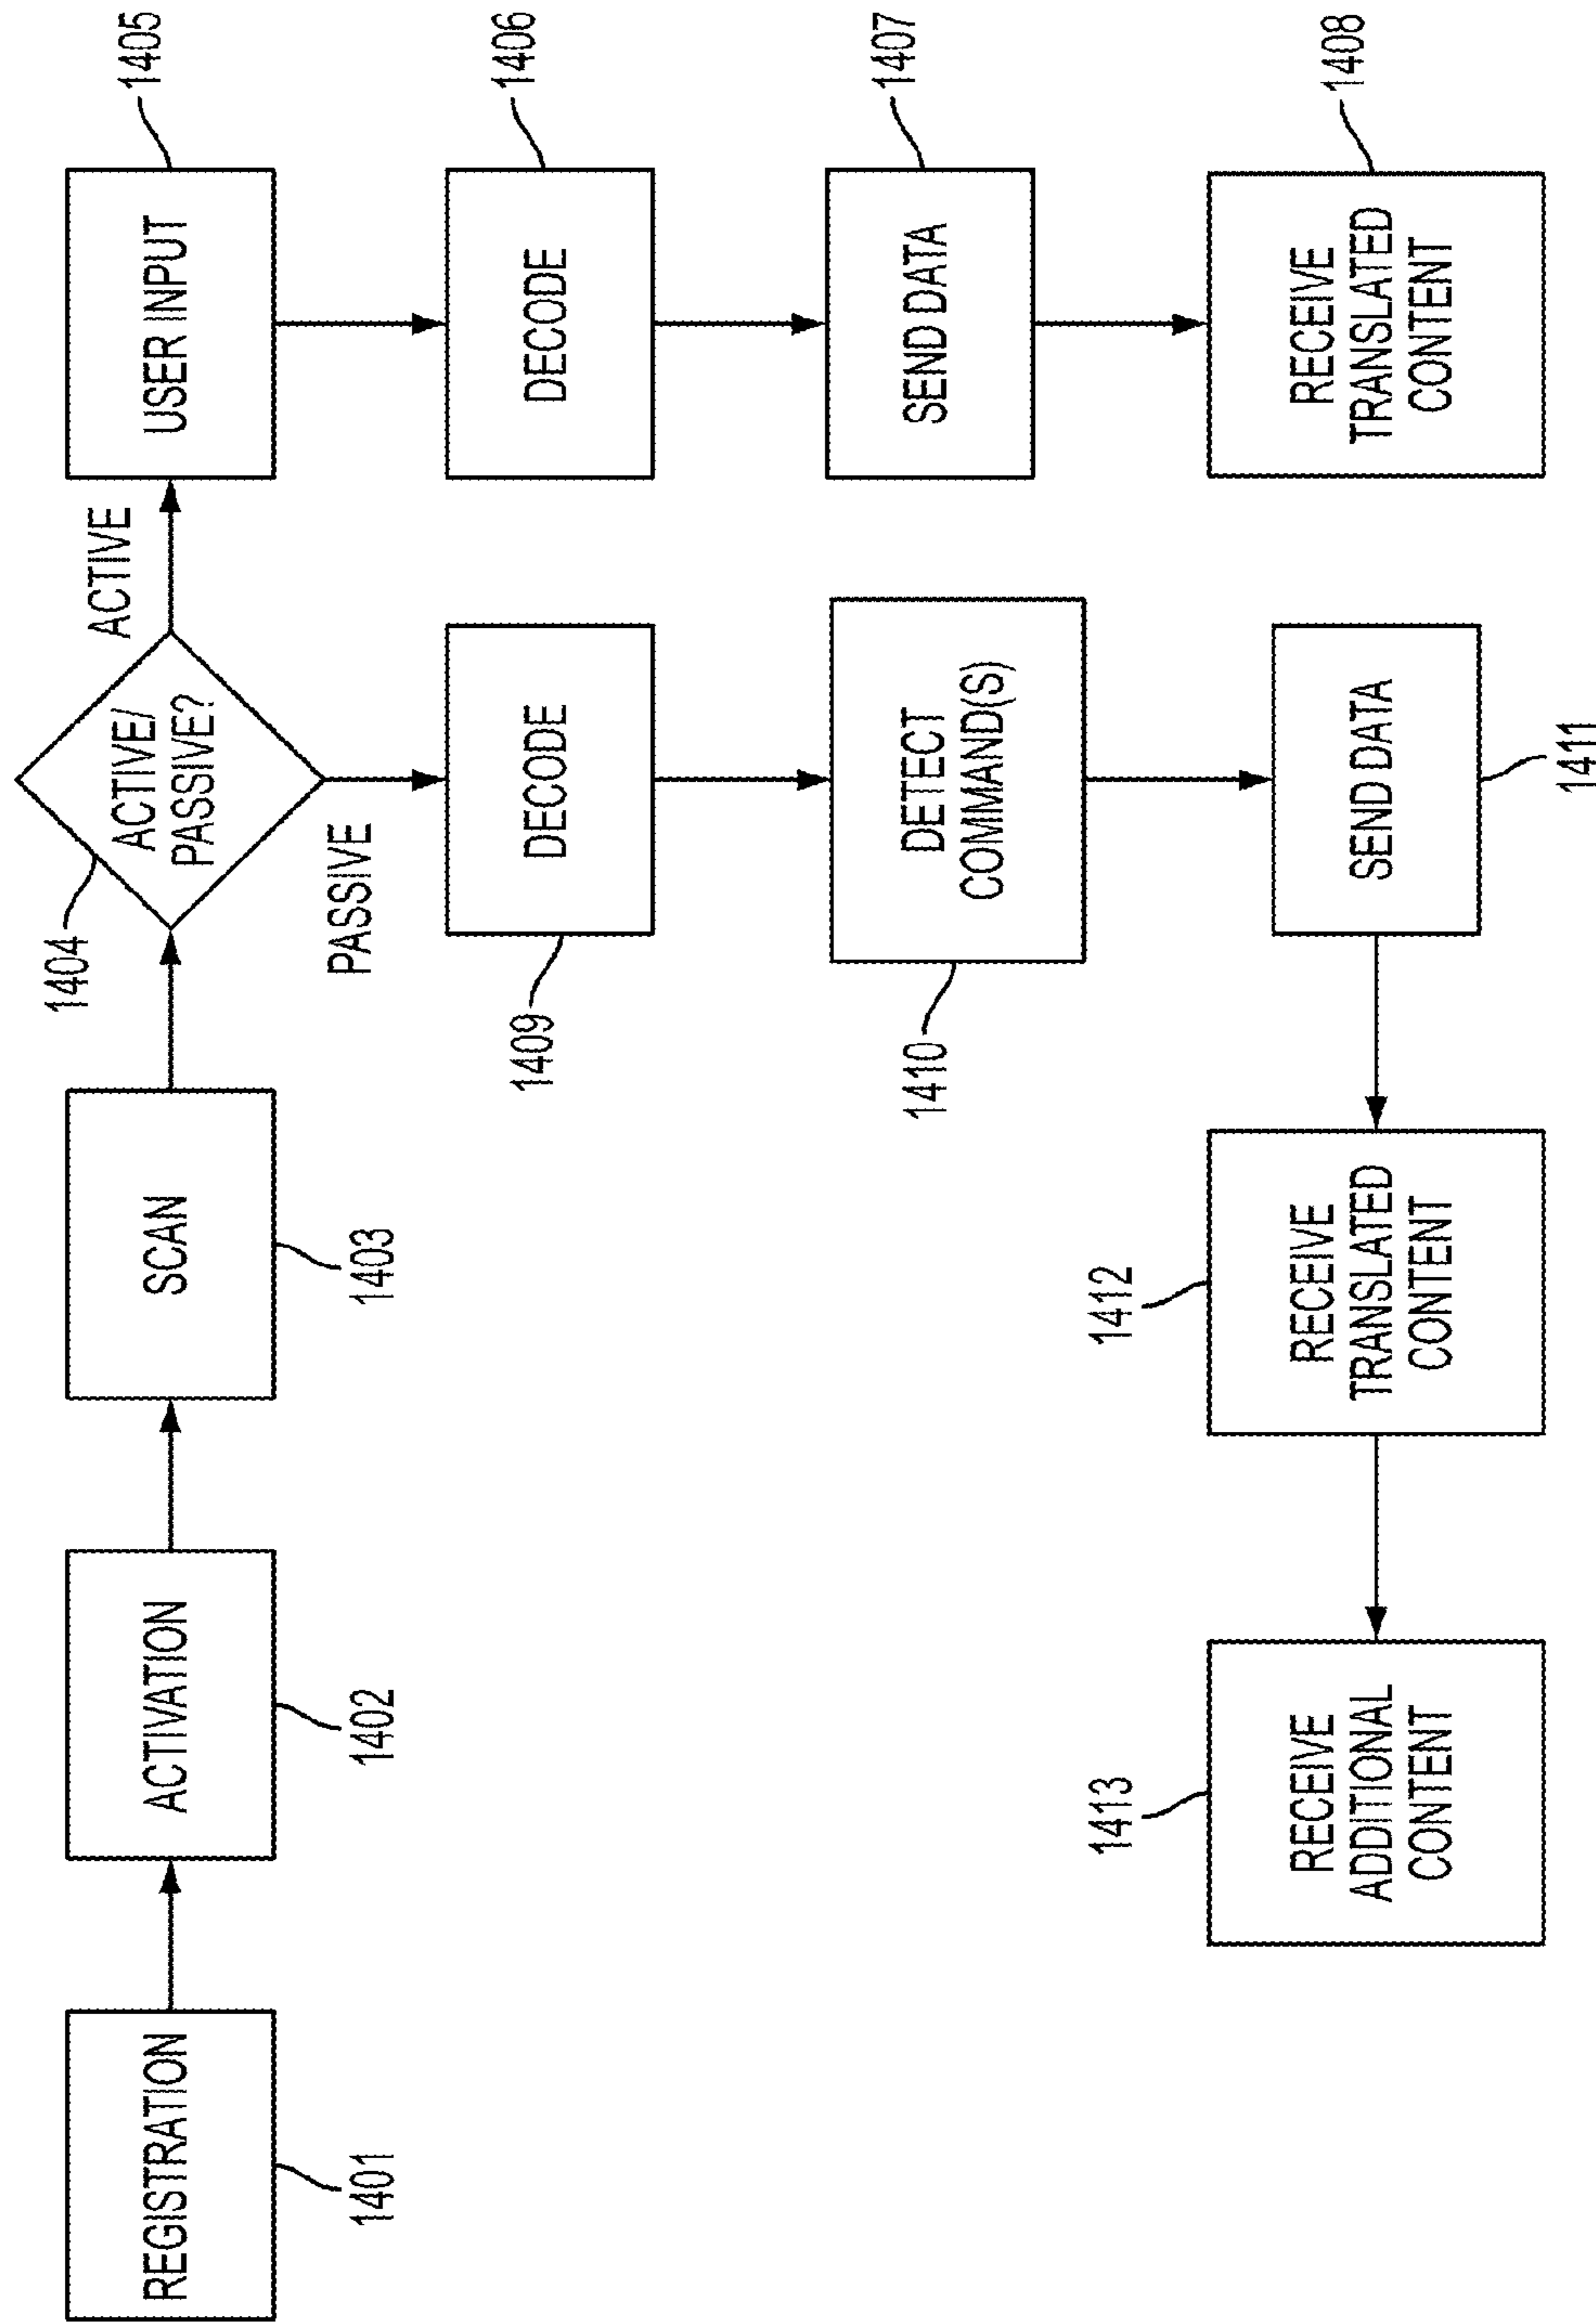 REGISTRATION
1401
ACTIVATION
1402
SCAN
1403
ACTIVE/
PASSIVE?
1404
ACTIVE
PASSIVE
USER INPUT
1405
DECODE
1406
SEND DATA
1407
RECEIVE
TRANSLATED
CONTENT
1408
DECODE
1409
DETECT
COMMAND(S)
1410
SEND DATA
1411
RECEIVE
TRANSLATED
CONTENT
1412
RECEIVE
ADDITIONAL
CONTENT
1413